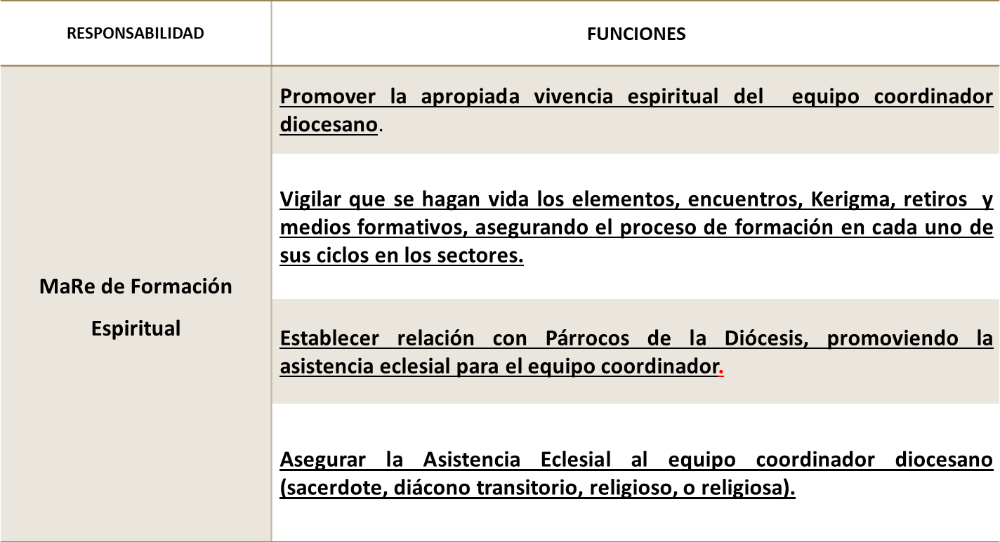 RESPONSABILIDAD
FUNCIONES
MaRe de Formación
Espiritual
Promover la apropiada vivencia espiritual del equipo coordinador
diocesano.
Vigilar que se hagan vida los elementos, encuentros, Kerigma, retiros y
medios formativos, asegurando el proceso de formación en cada uno de
sus ciclos en los sectores.
Establecer relación con Párrocos de la Diócesis, promoviendo la
asistencia eclesial para el equipo coordinador.
Asegurar la Asistencia Eclesial al equipo coordinador diocesano
(sacerdote, diácono transitorio, religioso, o religiosa).